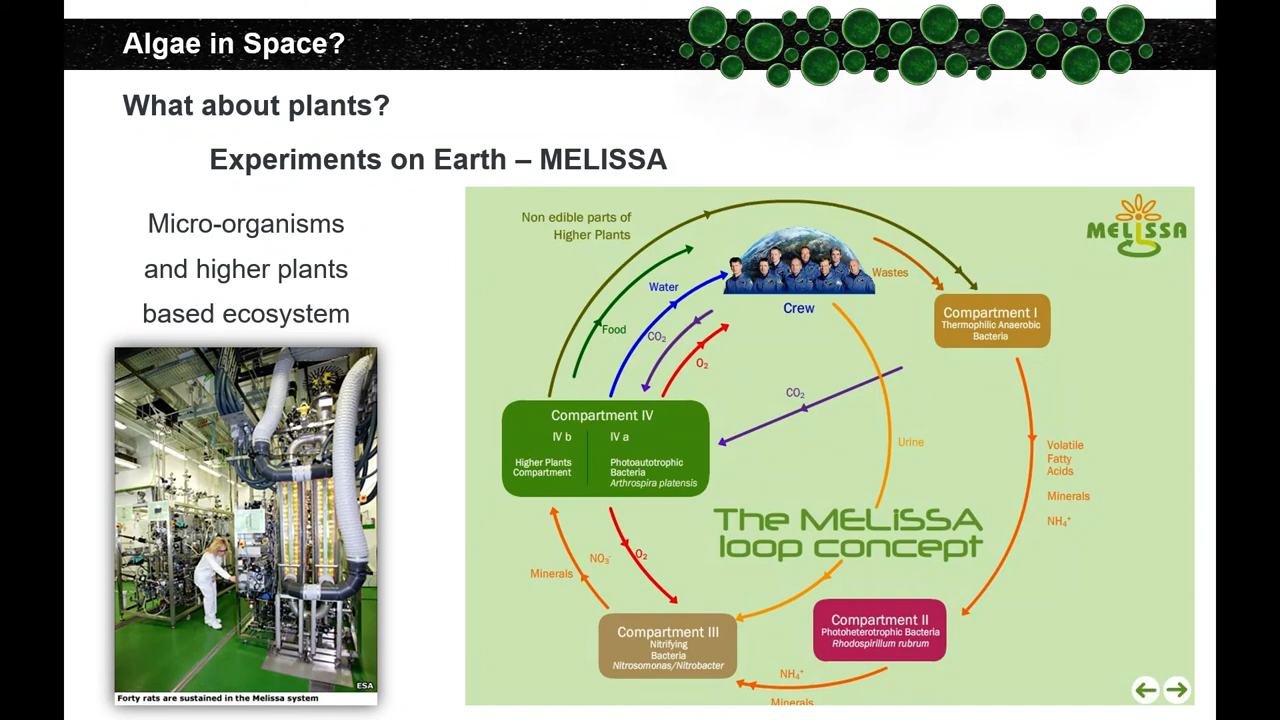 Algae in Space?
What about plants?
Experiments on Earth – MELISSA
Micro-organisms
and higher plants
based ecosystem
ESA
Forty rats are sustained in the Melissa system
MELiSSA
Non edible parts of
Higher Plants
Water
Food
CO₂
O₂
Crew
Wastes
Compartment I
Thermophilic Anaerobic
Bacteria
CO₂
Urine
Volatile
Fatty
Acids
Minerals
NH₄⁺
Compartment IV
IV b
IV a
Higher Plants
Compartment
Photoautotrophic
Bacteria
Arthrospira platensis
The MELiSSA
loop concept
NO₃⁻
O₂
Minerals
Compartment III
Nitrifying
Bacteria
Nitrosomonas/Nitrobacter
Compartment II
Photoheterotrophic Bacteria
Rhodospirillum rubrum
NH₄⁺
Minerals